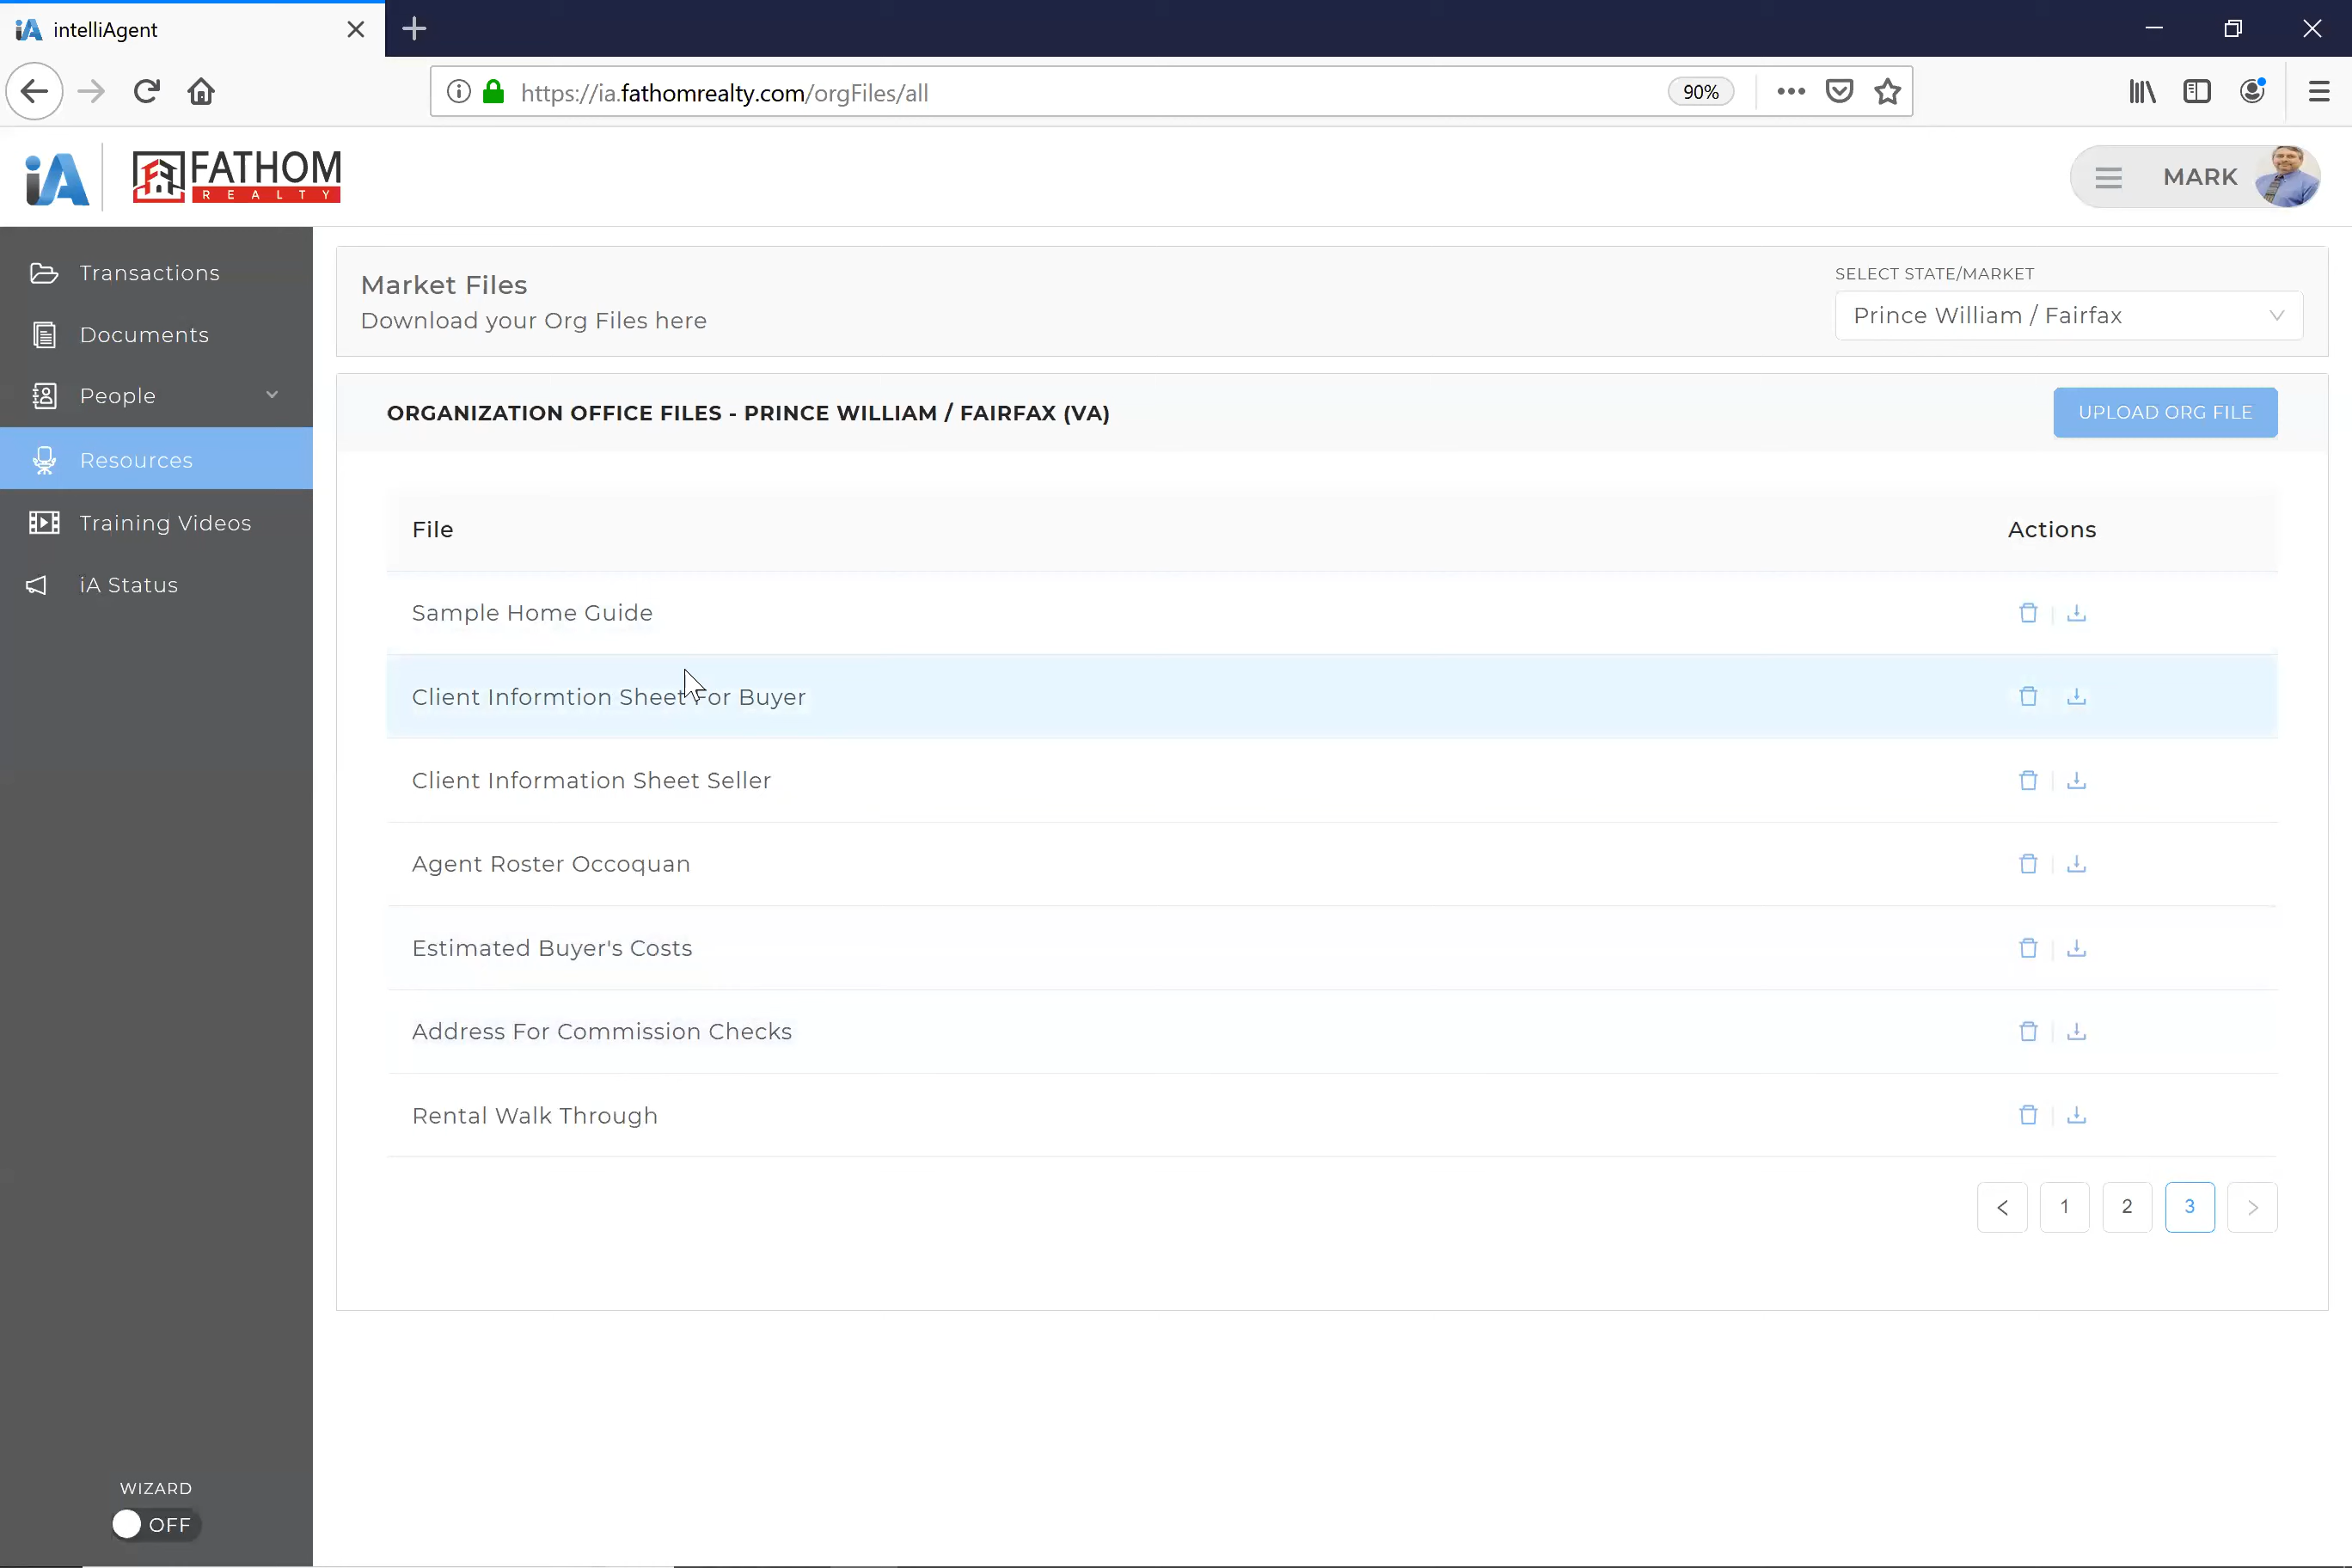 intelliAgent
https://ia.fathomrealty.com/orgFiles/all
90%
iA
FATHOM
REALTY
MARK
Transactions
Documents
People
Resources
Training Videos
iA Status
WIZARD
OFF
Market Files
Download your Org Files here
SELECT STATE/MARKET
Prince William / Fairfax
ORGANIZATION OFFICE FILES - PRINCE WILLIAM / FAIRFAX (VA)
UPLOAD ORG FILE
File
Actions
Sample Home Guide
Client Informtion Sheet For Buyer
Client Information Sheet Seller
Agent Roster Occoquan
Estimated Buyer's Costs
Address For Commission Checks
Rental Walk Through
< 1 2 3 >